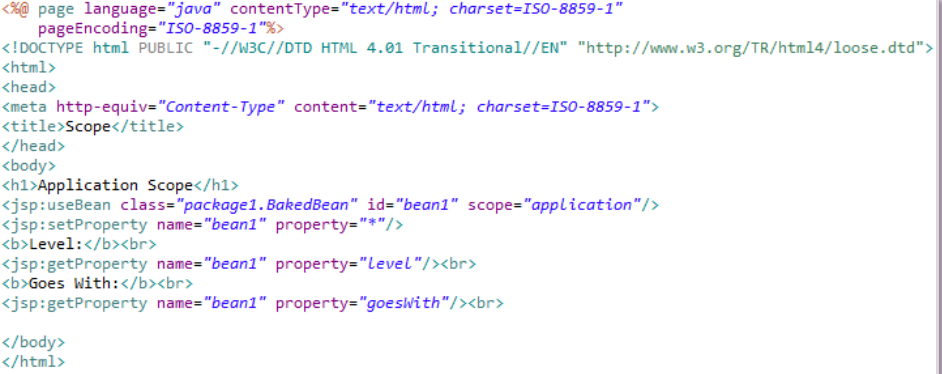 <%@ page language="java" contentType="text/html; charset=ISO-8859-1"
    pageEncoding="ISO-8859-1"%>
<!DOCTYPE html PUBLIC "-//W3C//DTD HTML 4.01 Transitional//EN" "http://www.w3.org/TR/html4/loose.dtd">
<html>
<head>
<meta http-equiv="Content-Type" content="text/html; charset=ISO-8859-1">
<title>Scope</title>
</head>
<body>
<h1>Application Scope</h1>
<jsp:useBean class="package1.BakedBean" id="bean1" scope="application"/>
<jsp:setProperty name="bean1" property="*"/>
<b>Level:</b><br>
<jsp:getProperty name="bean1" property="level"/><br>
<b>Goes With:</b><br>
<jsp:getProperty name="bean1" property="goesWith"/><br>

</body>
</html>